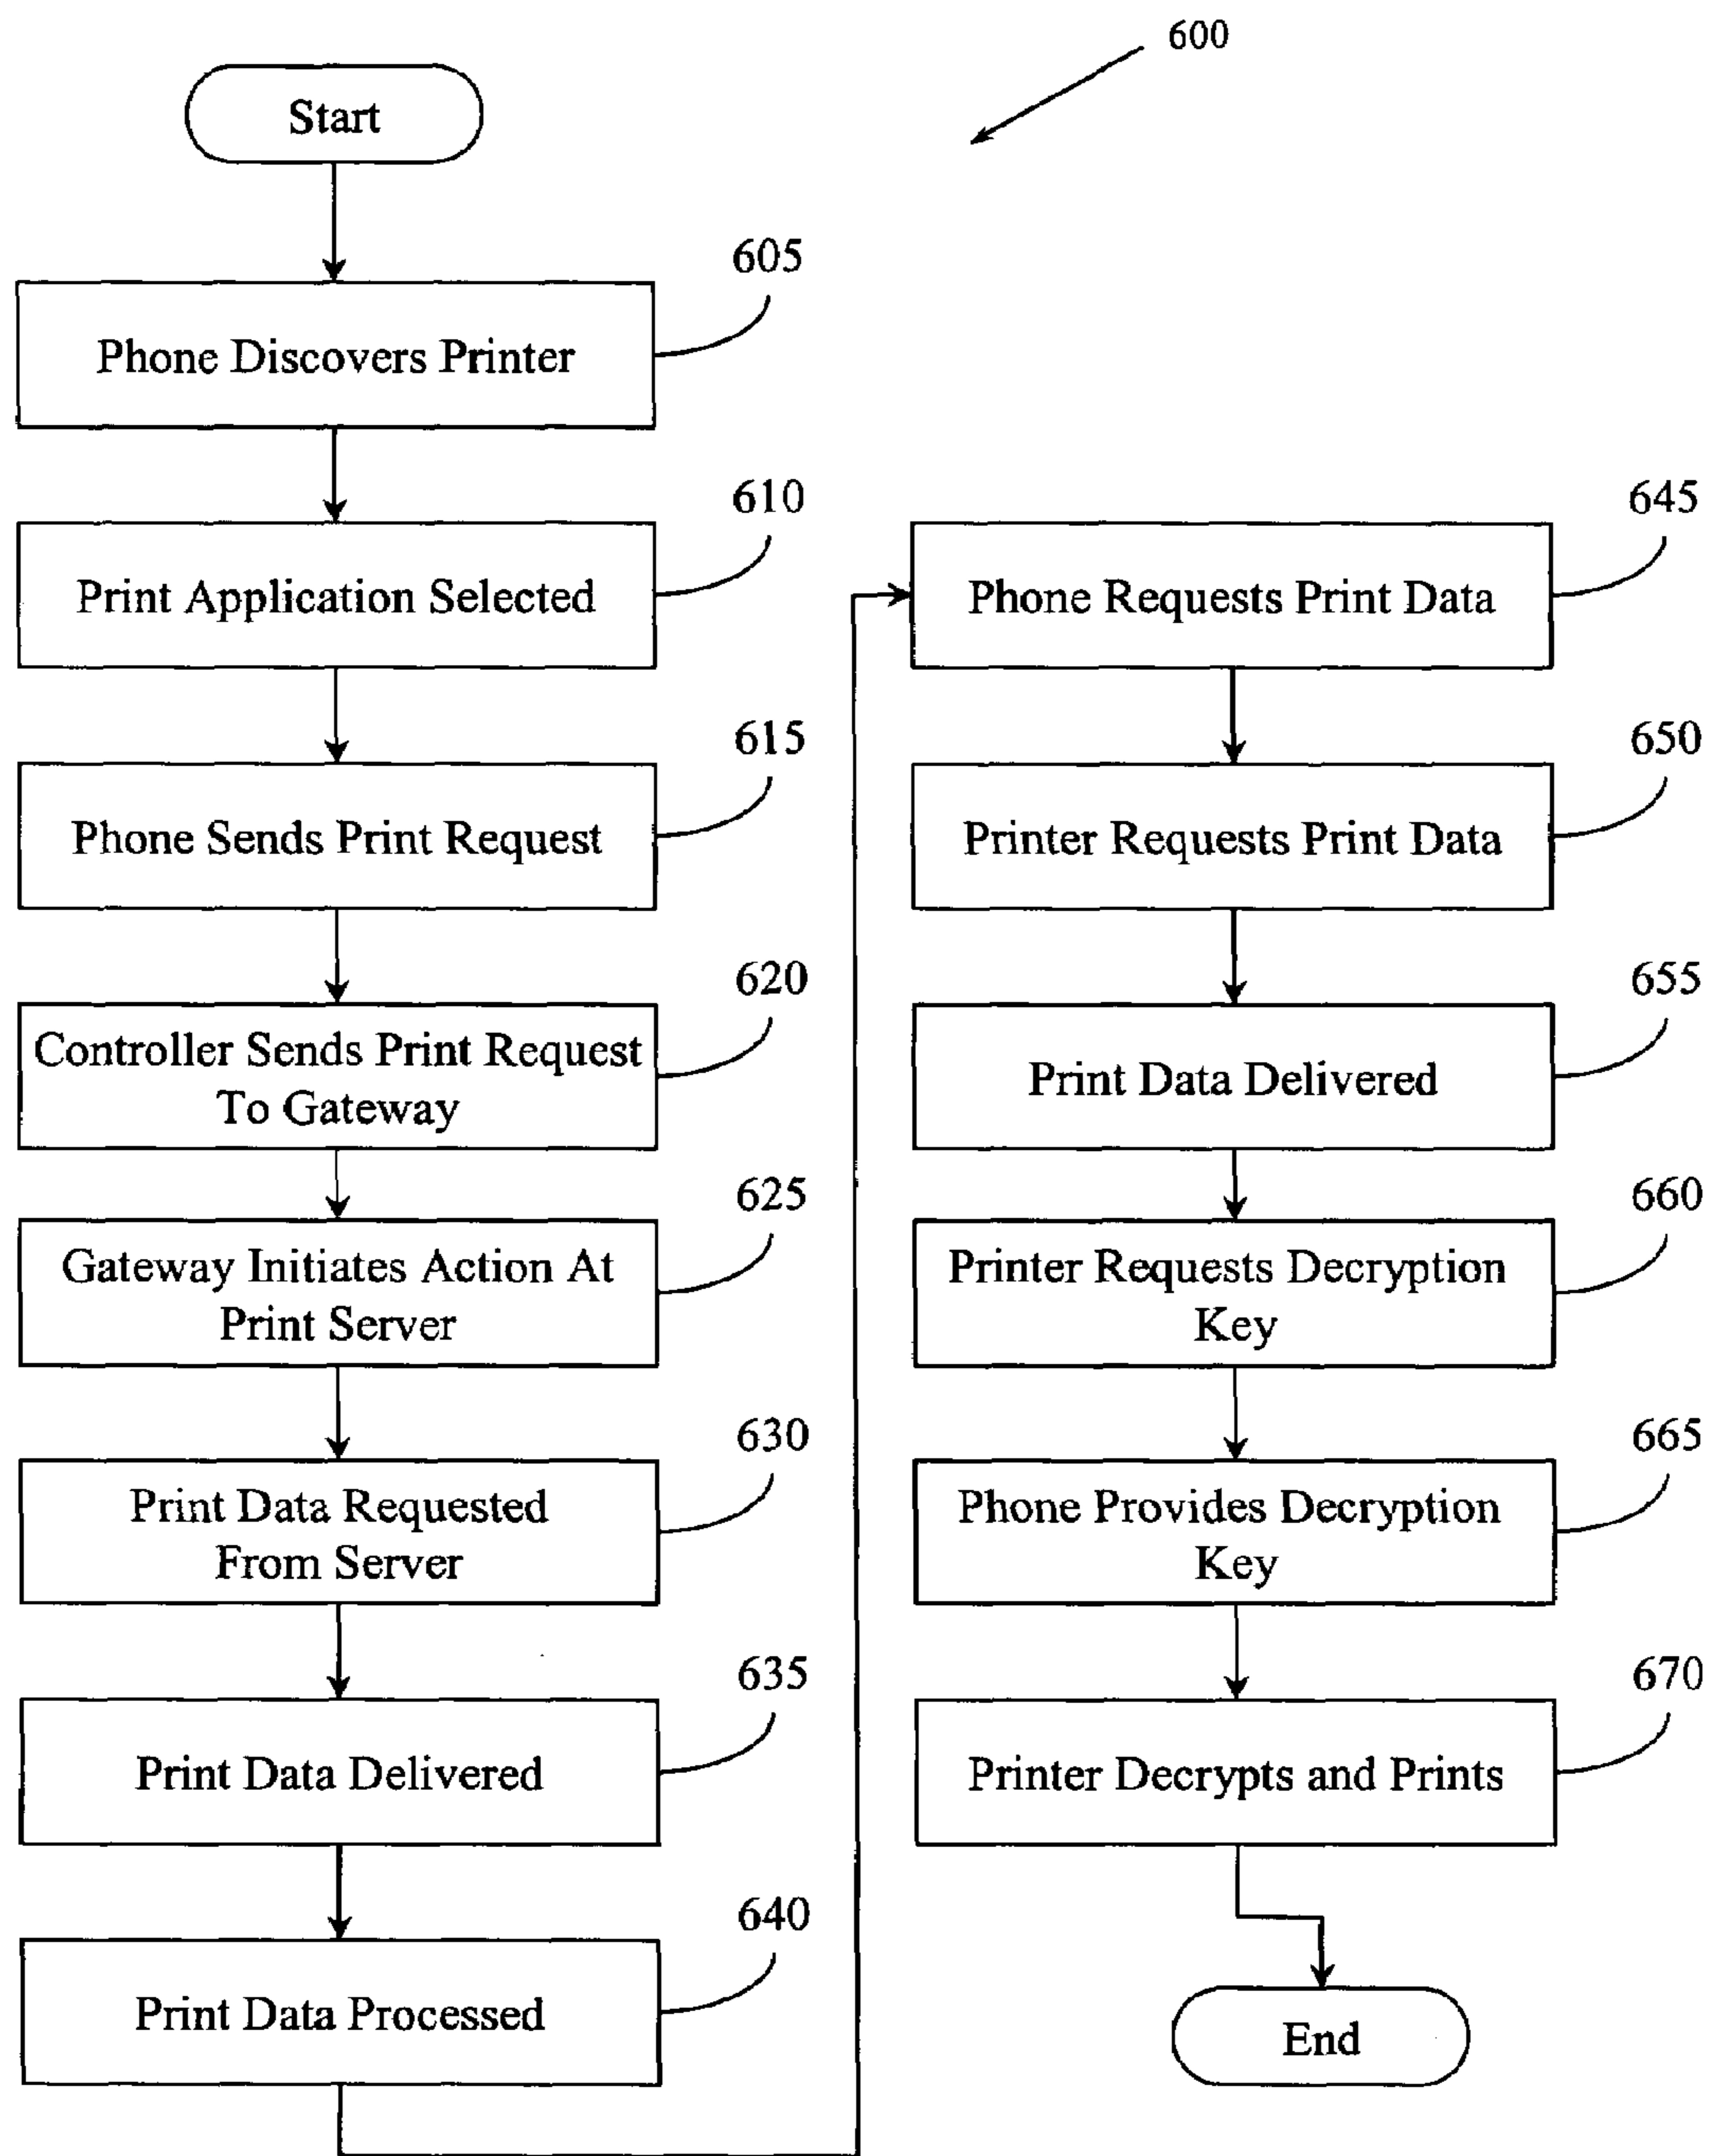 600
Start
605
Phone Discovers Printer
610
Print Application Selected
615
Phone Sends Print Request
620
Controller Sends Print Request
To Gateway
625
Gateway Initiates Action At
Print Server
630
Print Data Requested
From Server
635
Print Data Delivered
640
Print Data Processed
645
Phone Requests Print Data
650
Printer Requests Print Data
655
Print Data Delivered
660
Printer Requests Decryption
Key
665
Phone Provides Decryption
Key
670
Printer Decrypts and Prints
End